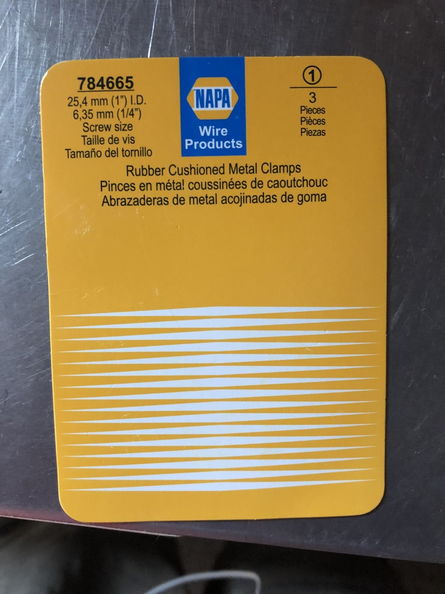 784665
25,4 mm (1") I.D.
6,35 mm (1/4")
Screw size
Taille de vis
Tamaño del tornillo
NAPA
Wire
Products
1
3
Pieces
Pièces
Piezas
Rubber Cushioned Metal Clamps
Pinces en métal coussinées de caoutchouc
Abrazaderas de metal acojinadas de goma